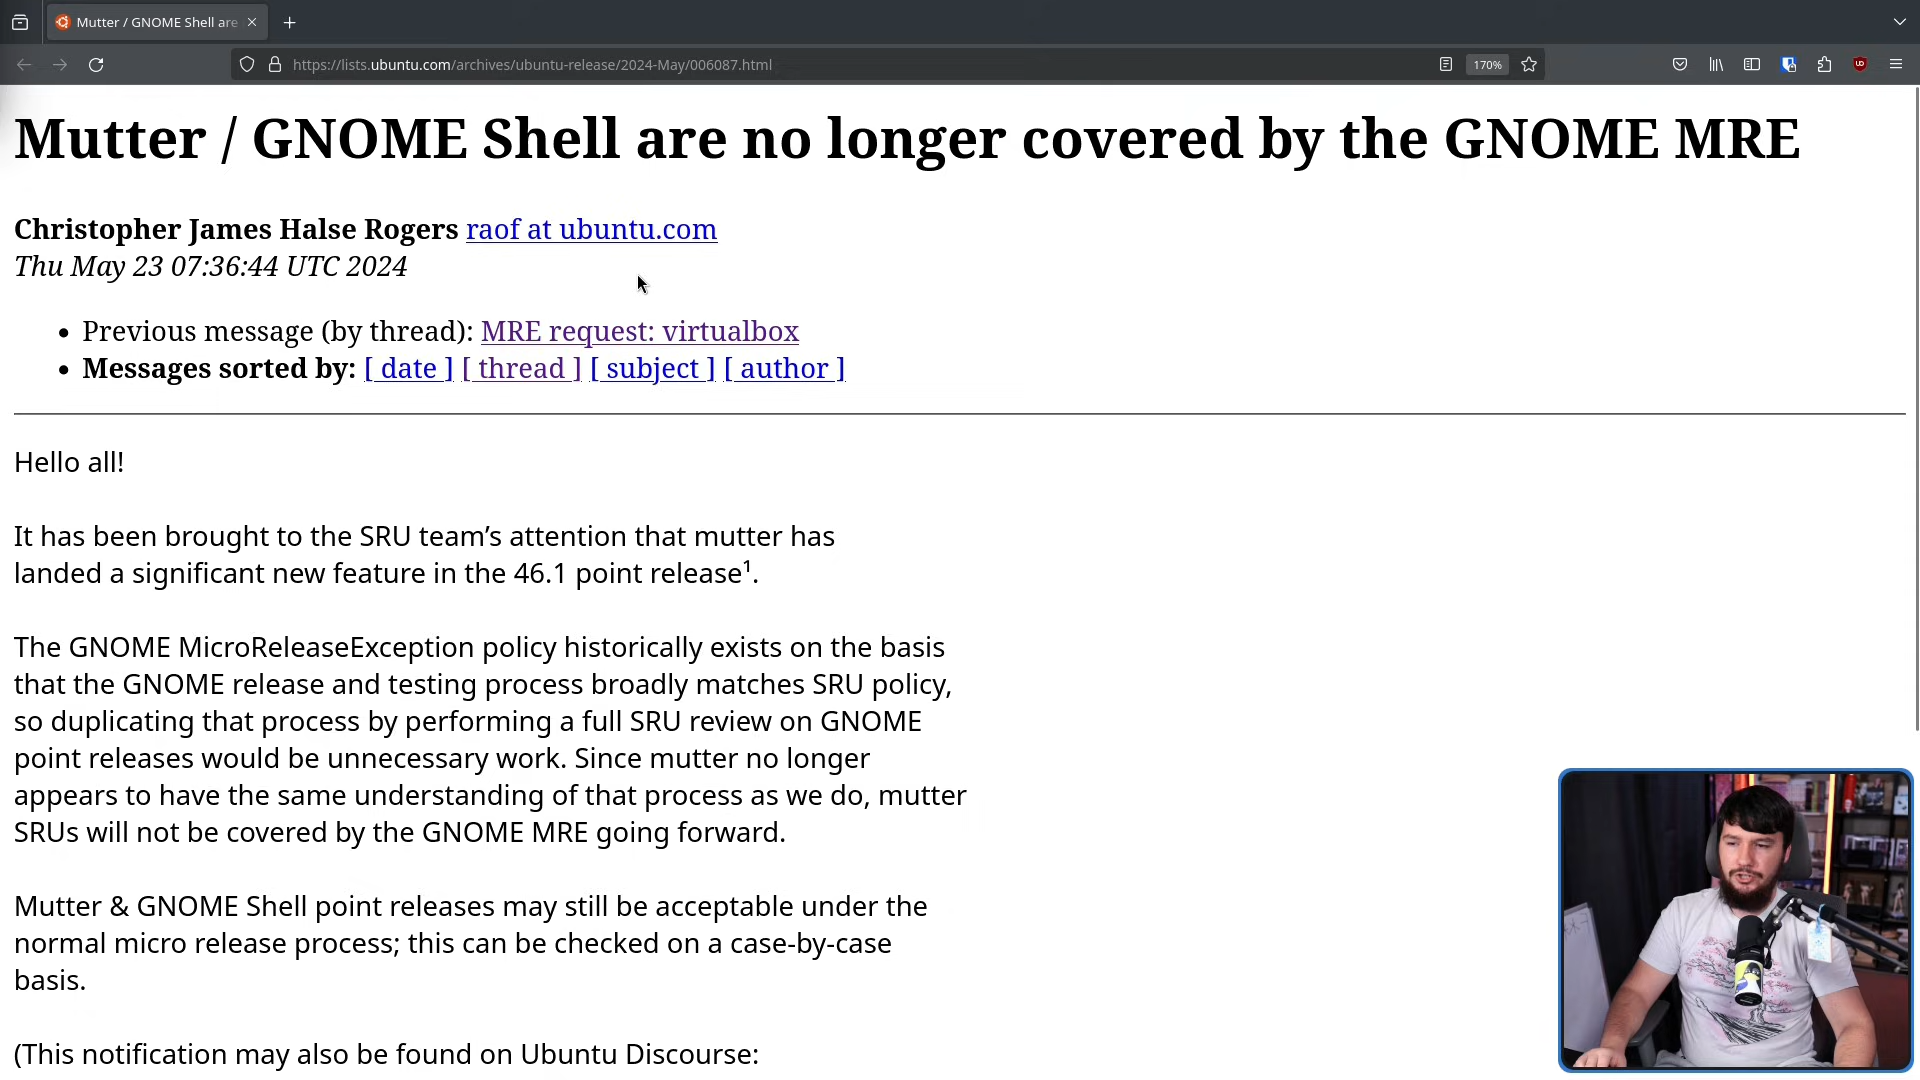 Mutter / GNOME Shell are
https://lists.ubuntu.com/archives/ubuntu-release/2024-May/006087.html
170%
Mutter / GNOME Shell are no longer covered by the GNOME MRE
Christopher James Halse Rogers raof at ubuntu.com
Thu May 23 07:36:44 UTC 2024
• Previous message (by thread): MRE request: virtualbox
• Messages sorted by: [ date ] [ thread ] [ subject ] [ author ]
Hello all!
It has been brought to the SRU team’s attention that mutter has
landed a significant new feature in the 46.1 point release¹.
The GNOME MicroReleaseException policy historically exists on the basis
that the GNOME release and testing process broadly matches SRU policy,
so duplicating that process by performing a full SRU review on GNOME
point releases would be unnecessary work. Since mutter no longer
appears to have the same understanding of that process as we do, mutter
SRUs will not be covered by the GNOME MRE going forward.
Mutter & GNOME Shell point releases may still be acceptable under the
normal micro release process; this can be checked on a case-by-case
basis.
(This notification may also be found on Ubuntu Discourse: